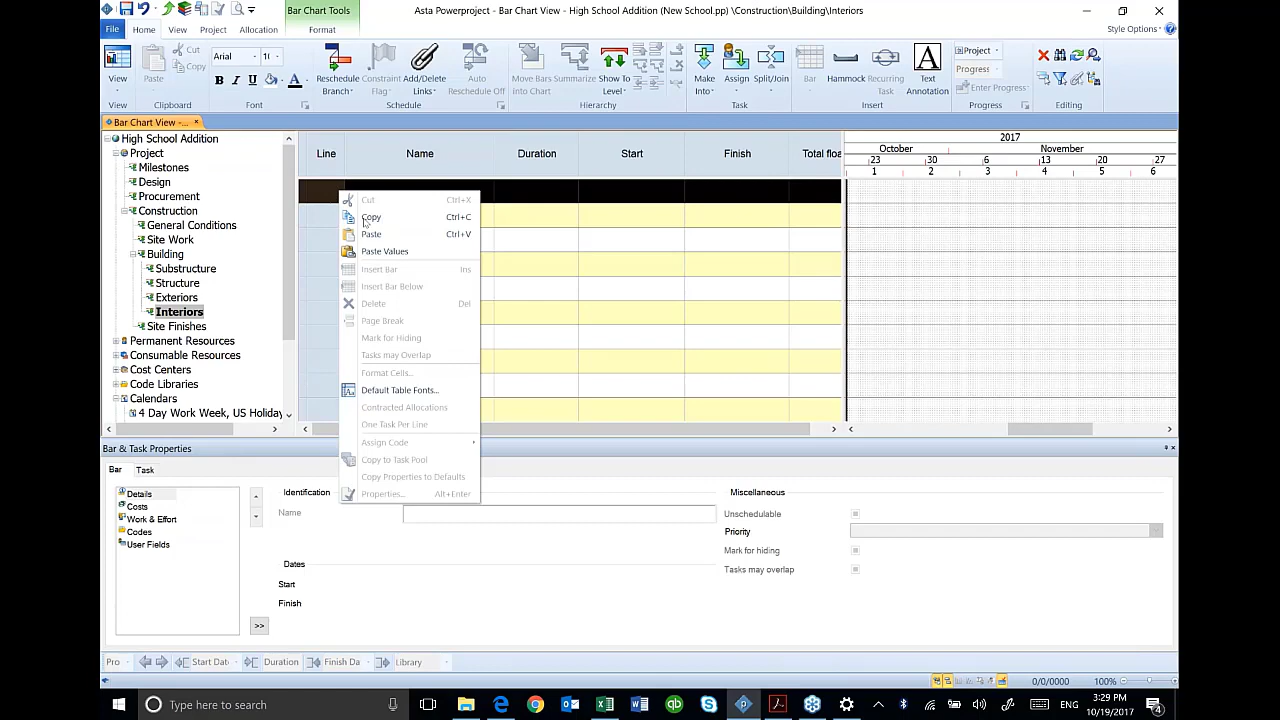 Bar Chart Tools
Asta Powerproject - Bar Chart View - High School Addition (New School.pp) \Construction\Building\Interiors
File
Home
View
Project
Allocation
Format
Style Options
View
Paste
Cut
Copy
Arial
B I U A
Reschedule Branch
Constraint Flag
Add/Delete Links
Auto Reschedule Off
Move Bars into Chart
Summarize Branch
Show To Level
Make Into
Assign
Split/Join
Bar
Hammock
Recurring Task
Text Annotation
Project
Progress
Enter Progress
View
Clipboard
Font
Schedule
Hierarchy
Task
Insert
Progress
Editing
Bar Chart View -...
High School Addition
Project
Milestones
Design
Procurement
Construction
General Conditions
Site Work
Building
Substructure
Structure
Exteriors
Interiors
Site Finishes
Permanent Resources
Consumable Resources
Cost Centers
Code Libraries
Calendars
4 Day Work Week, US Holiday
Line
Name
Duration
Start
Finish
Total floa
2017
October
November
23 30 6 13 20 27
1 2 3 4 5 6
Cut Ctrl+X
Copy Ctrl+C
Paste Ctrl+V
Paste Values
Insert Bar Ins
Insert Bar Below
Delete Del
Page Break
Mark for Hiding
Tasks may Overlap
Format Cells...
Default Table Fonts...
Contracted Allocations
One Task Per Line
Assign Code
Copy to Task Pool
Copy Properties to Defaults
Properties... Alt+Enter
Bar & Task Properties
Bar
Task
Details
Costs
Work & Effort
Codes
User Fields
Identification
Name
Dates
Start
Finish
>>
Miscellaneous
Unschedulable
Priority
Mark for hiding
Tasks may overlap
Pro
Start Dat
Duration
Finish Da
Library
0/0/0000
100%
Type here to search
ENG
3:29 PM
10/19/2017
4